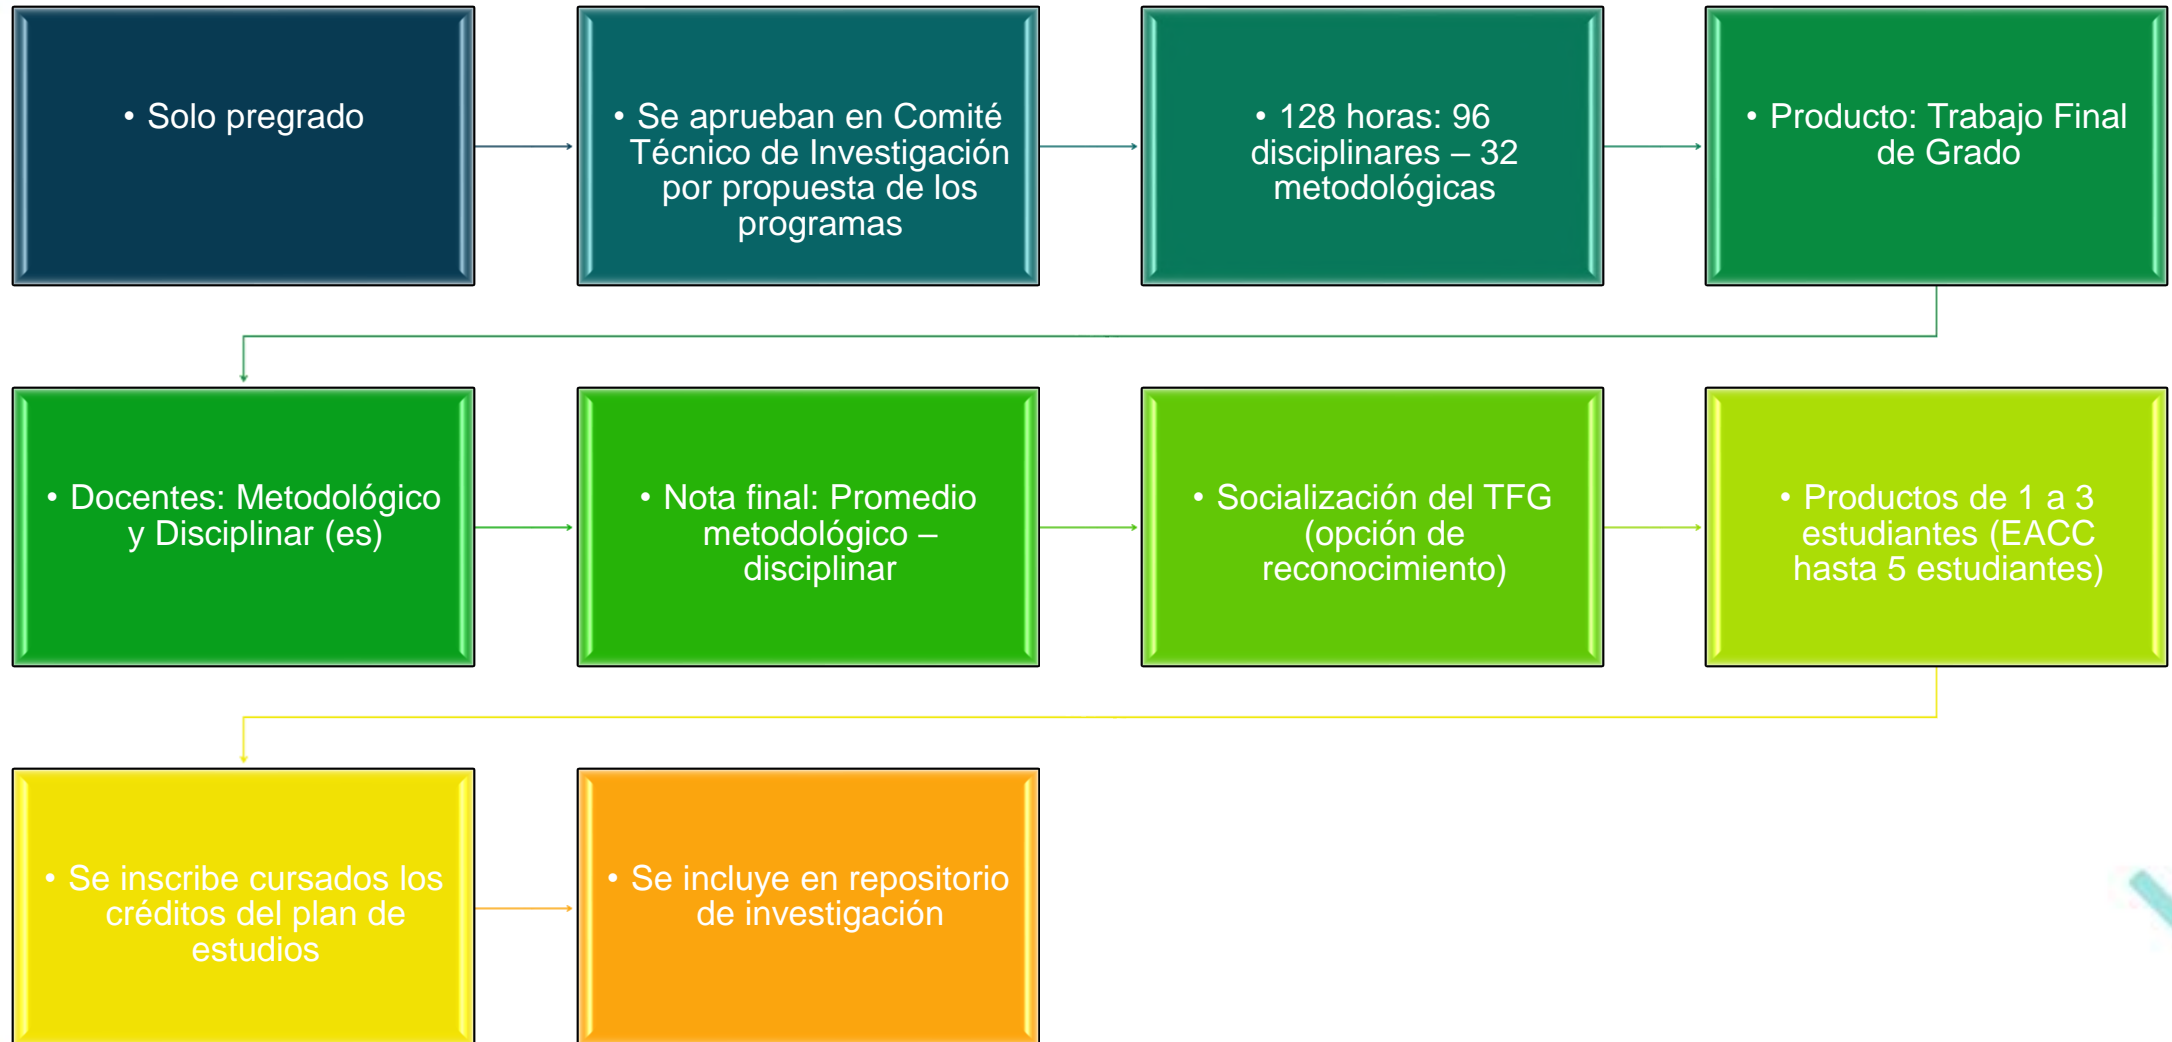 • Solo pregrado
• Se aprueban en Comité
Técnico de Investigación
por propuesta de los
programas
• 128 horas: 96
disciplinares – 32
metodológicas
• Producto: Trabajo Final
de Grado
• Docentes: Metodológico
y Disciplinar (es)
• Nota final: Promedio
metodológico –
disciplinar
• Socialización del TFG
(opción de
reconocimiento)
• Productos de 1 a 3
estudiantes (EACC
hasta 5 estudiantes)
• Se inscribe cursados los
créditos del plan de
estudios
• Se incluye en repositorio
de investigación